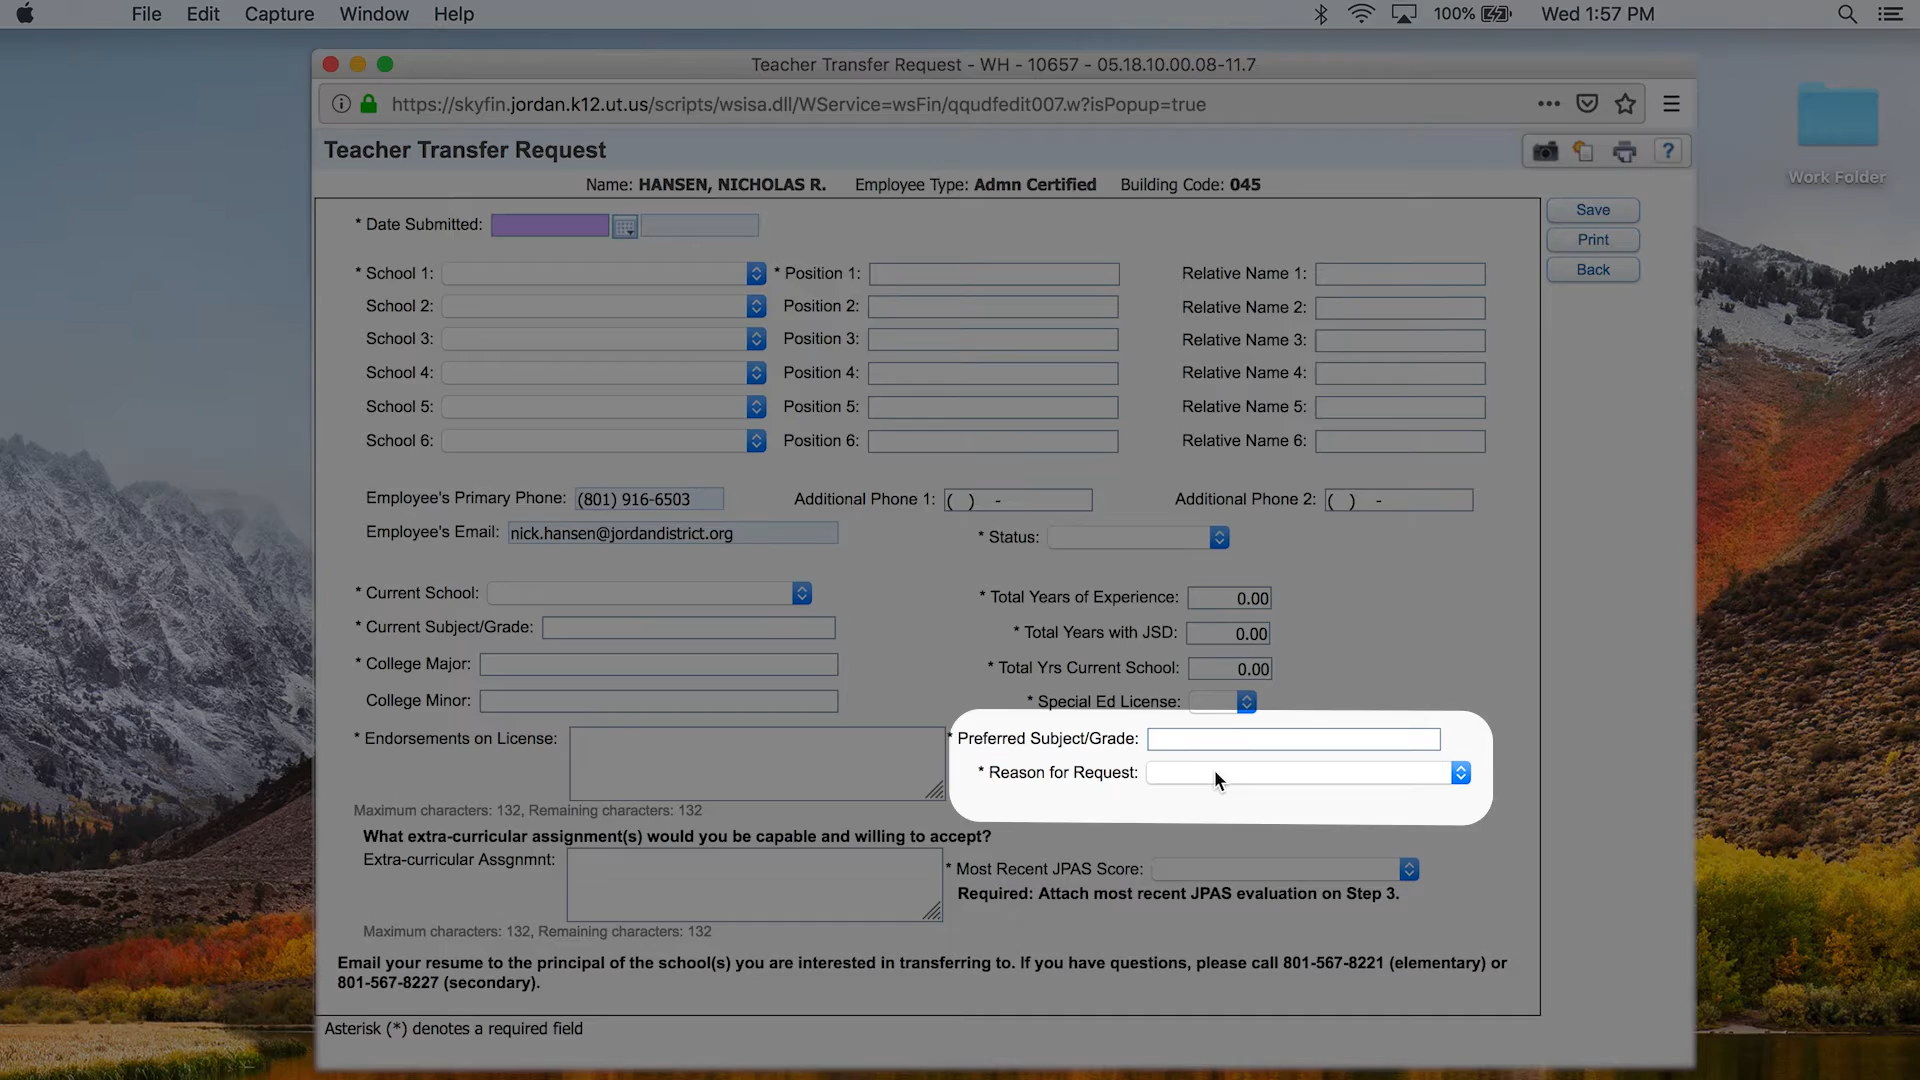 File Edit Capture Window Help 100% Wed 1:57 PM
Teacher Transfer Request - WH - 10657 - 05.18.10.00.08-11.7
https://skyfin.jordan.k12.ut.us/scripts/wsisa.dll/WService=wsFin/qqudfedit007.w?isPopup=true
Teacher Transfer Request ?
Work Folder
Name: HANSEN, NICHOLAS R. Employee Type: Admn Certified Building Code: 045
Save
* Date Submitted:
Print
Back
* School 1: * Position 1: Relative Name 1:
School 2: Position 2: Relative Name 2:
School 3: Position 3: Relative Name 3:
School 4: Position 4: Relative Name 4:
School 5: Position 5: Relative Name 5:
School 6: Position 6: Relative Name 6:
Employee's Primary Phone: (801) 916-6503 Additional Phone 1: ( ) - Additional Phone 2: ( ) -
Employee's Email: nick.hansen@jordandistrict.org * Status:
* Current School: * Total Years of Experience: 0.00
* Current Subject/Grade: * Total Years with JSD: 0.00
* College Major: * Total Yrs Current School: 0.00
College Minor: * Special Ed License:
* Endorsements on License: * Preferred Subject/Grade:
* Reason for Request:
Maximum characters: 132, Remaining characters: 132
What extra-curricular assignment(s) would you be capable and willing to accept?
Extra-curricular Assgnmnt: * Most Recent JPAS Score:
Required: Attach most recent JPAS evaluation on Step 3.
Maximum characters: 132, Remaining characters: 132
Email your resume to the principal of the school(s) you are interested in transferring to. If you have questions, please call 801-567-8221 (elementary) or
801-567-8227 (secondary).
Asterisk (*) denotes a required field